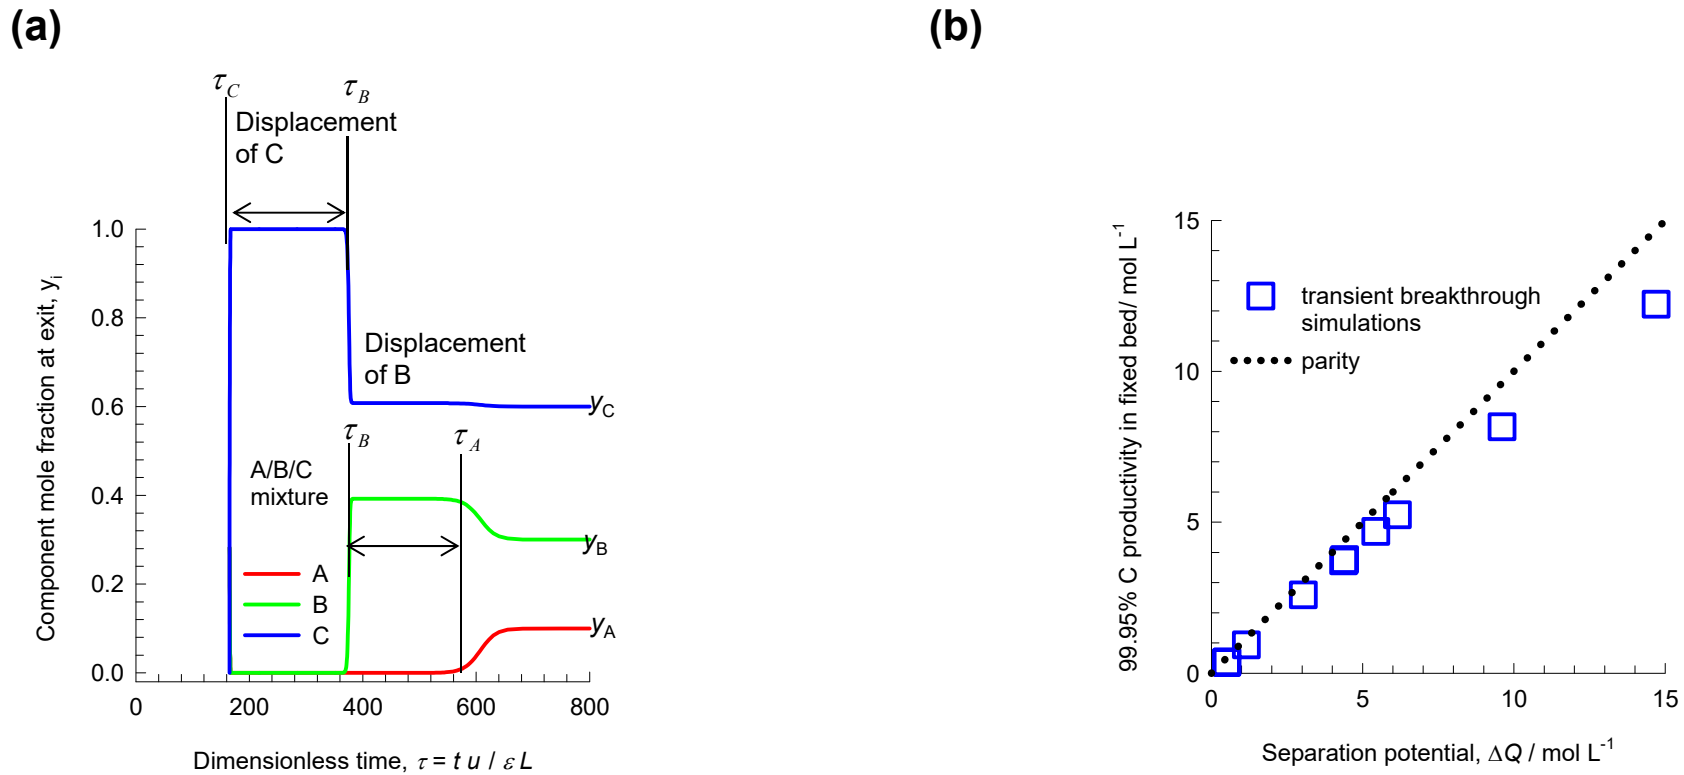 (a)
τC
τB
Displacement
of C
1.0
0.8
0.6
0.4
0.2
0.0
Component mole fraction at exit, yi
Displacement
of B
yC
τB
τA
A/B/C
mixture
yB
A
B
C
yA
0
200
400
600
800
Dimensionless time, τ = t u / ε L
(b)
15
10
5
0
99.95% C productivity in fixed bed/ mol L-1
transient breakthrough
simulations
parity
0
5
10
15
Separation potential, ΔQ / mol L-1